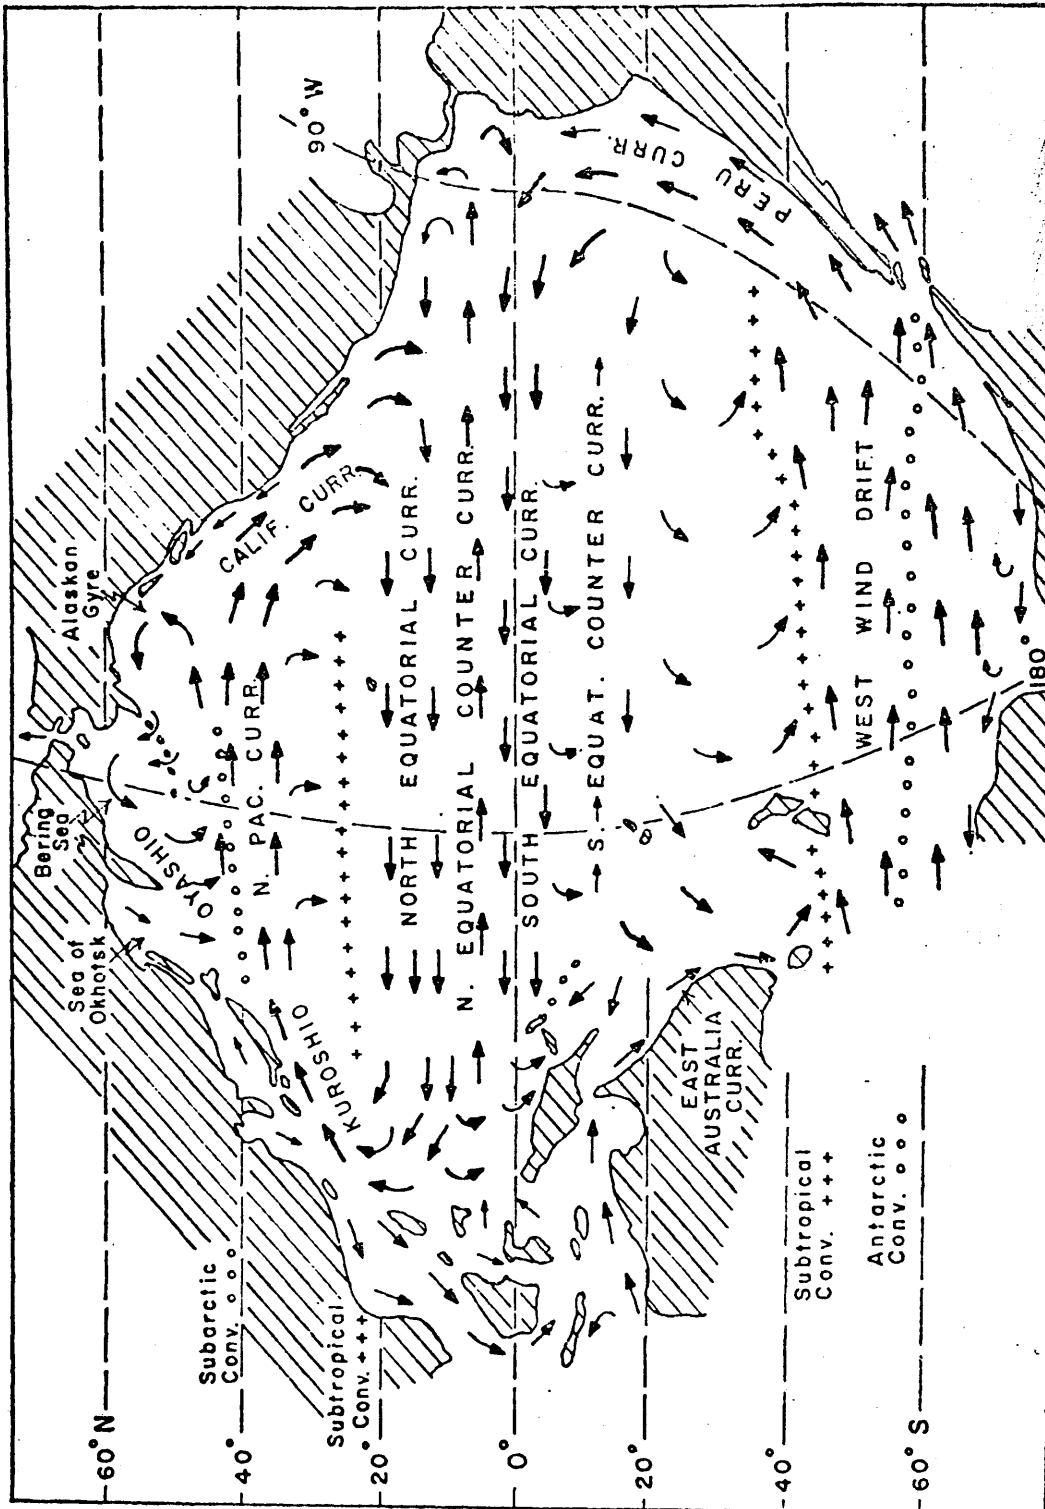 60°N
40°
20°
0°
20°
40°
60°S
Subarctic
Conv. o o o
Subtropical
Conv. +++
Subtropical
Conv. +++
Antarctic
Conv. o o o
Sea of
Okhotsk
Bering
Sea
Alaskan
Gyre
90°W
180°
OYASHIO
KUROSHIO
N. PAC. CURR.
CALIF. CURR.
NORTH EQUATORIAL CURR.
N. EQUATORIAL COUNTER CURR.
SOUTH EQUATORIAL CURR.
S. EQUAT. COUNTER CURR.
PERU CURR.
EAST
AUSTRALIA
CURR.
WEST WIND DRIFT